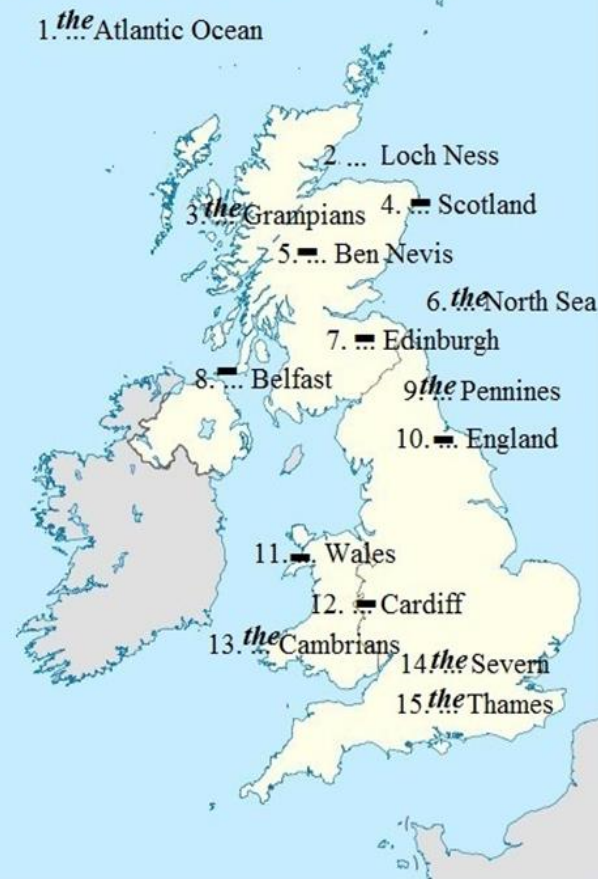 1. the ... Atlantic Ocean
2 ... Loch Ness
3. the ... Grampians
4. – ... Scotland
5. – ... Ben Nevis
6. the ... North Sea
7. – ... Edinburgh
8. – ... Belfast
9 the ... Pennines
10. – ... England
11. – ... Wales
12. – ... Cardiff
13. the ... Cambrians
14 the ... Severn
15. the ... Thames